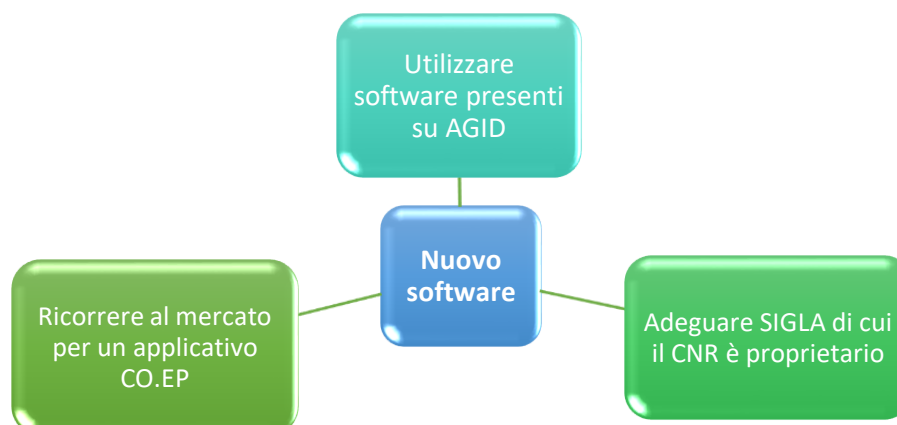 Utilizzare
software presenti
su AGID
Nuovo
software
Ricorrere al mercato
per un applicativo
CO.EP
Adeguare SIGLA di cui
il CNR è proprietario